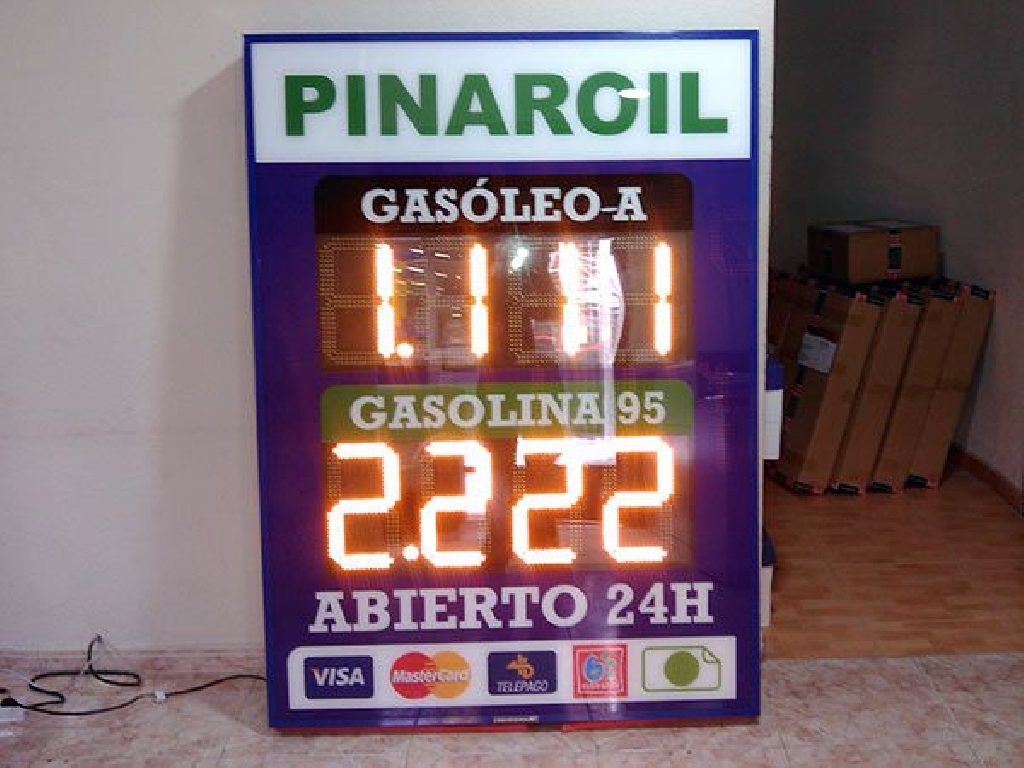 PINAROIL
GASÓLEO-A
1.111
GASOLINA 95
2.222
ABIERTO 24H
VISA MasterCard TELEPAGO